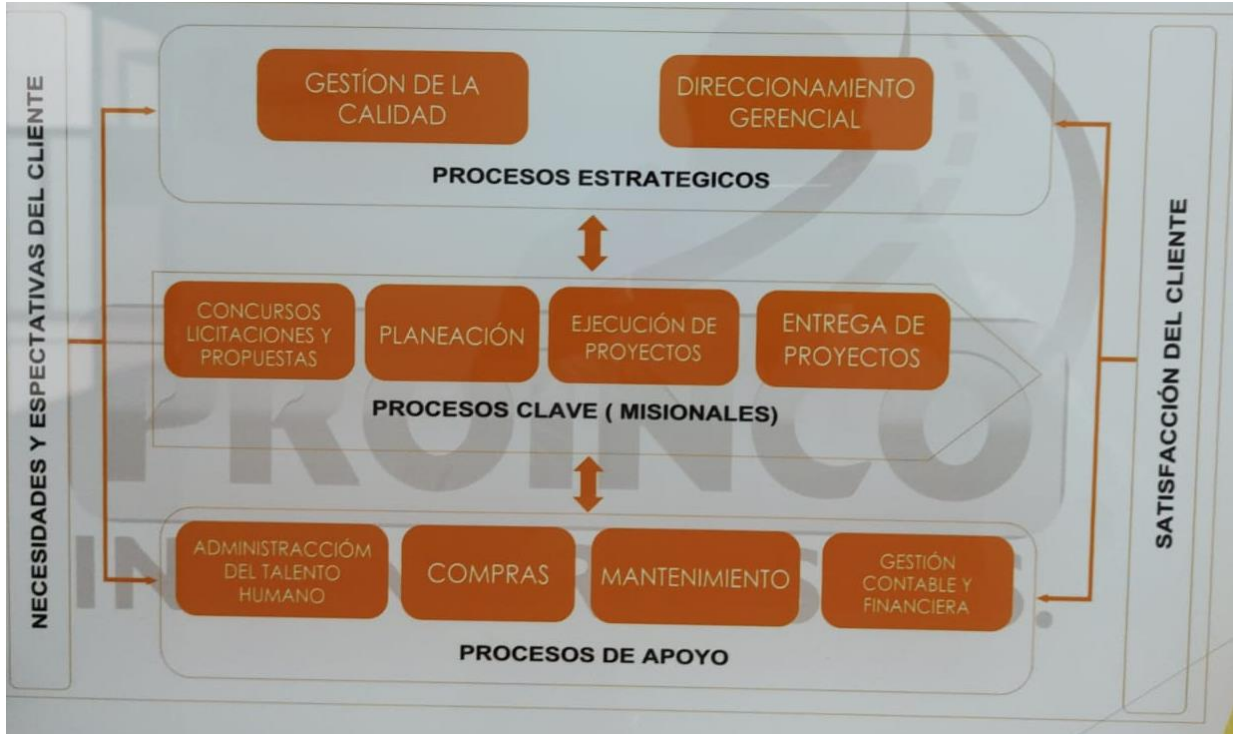 NECESIDADES Y ESPECTATIVAS DEL CLIENTE
GESTÍON DE LA
CALIDAD
DIRECCIONAMIENTO
GERENCIAL
PROCESOS ESTRATEGICOS
CONCURSOS
LICITACIONES Y
PROPUESTAS
PLANEACIÓN
EJECUCIÓN DE
PROYECTOS
ENTREGA DE
PROYECTOS
PROCESOS CLAVE ( MISIONALES)
PROINCO
ADMINISTRACCIÓM
DEL TALENTO
HUMANO
COMPRAS
MANTENIMIENTO
GESTIÓN
CONTABLE Y
FINANCIERA
PROCESOS DE APOYO
SATISFACCIÓN DEL CLIENTE